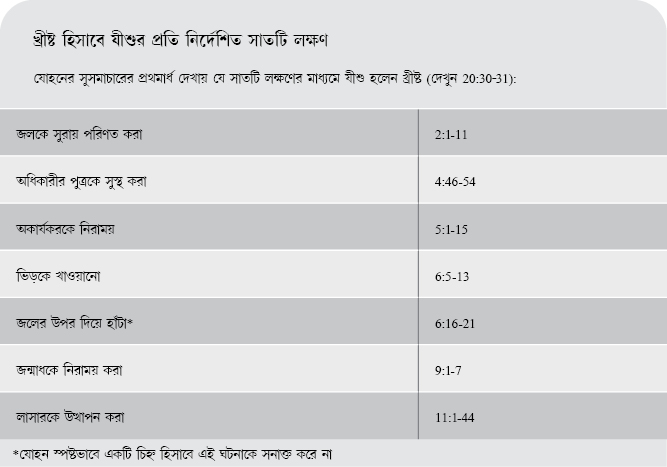 খ্রীষ্ট হিসাবে যীশুর প্রতি নির্দেশিত সাতটি লক্ষণ
যোহনের সুসমাচারের প্রথমার্ধ দেখায় যে সাতটি লক্ষণের মাধ্যমে যীশু হলেন খ্রীষ্ট (দেখুন 20:30-31):
জলকে সুরায় পরিণত করা 2:1-11
অধিকারীর পুত্রকে সুস্থ করা 4:46-54
অকার্যকরকে নিরাময় 5:1-15
ভিড়কে খাওয়ানো 6:5-13
জলের উপর দিয়ে হাঁটা* 6:16-21
জন্মাধকে নিরাময় করা 9:1-7
লাসারকে উত্থাপন করা 11:1-44
*যোহন স্পষ্টভাবে একটি চিহ্ন হিসাবে এই ঘটনাকে সনাক্ত করে না